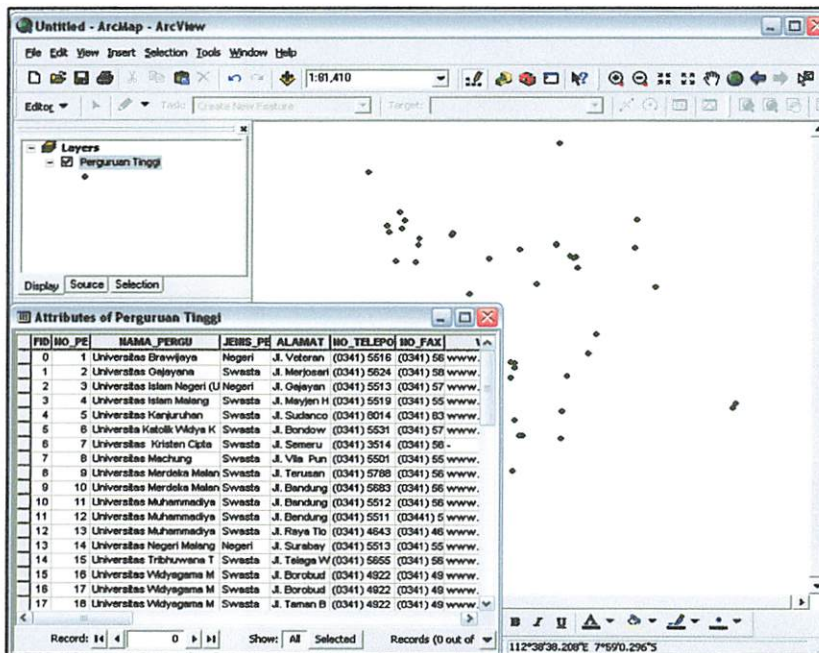 Untitled - ArcMap - ArcView
File Edit View Insert Selection Tools Window Help
1:81,410
Editor Task: Create New Feature Target:
Layers
Perguruan Tinggi
Display Source Selection
Attributes of Perguruan Tinggi
FID NO_PE NAMA_PERGU JENIS_PE ALAMAT NO_TELEPO NO_FAX
0 1 Universitas Brawijaya Negeri Jl. Veteran (0341) 5516 (0341) 56 www.
1 2 Universitas Gajayana Swasta Jl. Merjosari (0341) 5624 (0341) 58 www.
2 3 Universitas Islam Negeri (U Negeri Jl. Gajayan (0341) 5513 (0341) 57 www.
3 4 Universitas Islam Malang Swasta Jl. Mayjen H (0341) 5519 (0341) 55 www.
4 5 Universitas Kanjuruhan Swasta Jl. Sudanco (0341) 8014 (0341) 83 www.
5 6 Universita Katolik Widya K Swasta Jl. Bondow (0341) 5531 (0341) 57 www.
6 7 Universitas Kristen Cipta Swasta Jl. Semeru (0341) 3514 (0341) 56 -
7 8 Universitas Machung Swasta Jl. Villa Pun (0341) 5501 (0341) 55 www.
8 9 Universitas Merdeka Malan Swasta Jl. Terusan (0341) 5788 (0341) 56 www.
9 10 Universitas Merdeka Malan Swasta Jl. Bandung (0341) 5683 (0341) 56 www.
10 11 Universitas Muhammadiya Swasta Jl. Bandung (0341) 5512 (0341) 56 www.
11 12 Universitas Muhammadiya Swasta Jl. Bendung (0341) 5511 (03441) 5 www.
12 13 Universitas Muhammadiya Swasta Jl. Raya Tlo (0341) 4643 (0341) 46 www.
13 14 Universitas Negeri Malang Negeri Jl. Surabay (0341) 5513 (0341) 55 www.
14 15 Universitas Tribhuwana T Swasta Jl. Telaga W (0341) 5655 (0341) 56 www.
15 16 Universitas Widyagama M Swasta Jl. Borobud (0341) 4922 (0341) 49 www.
16 17 Universitas Widyagama M Swasta Jl. Borobud (0341) 4922 (0341) 49 www.
17 18 Universitas Widyagama M Swasta Jl. Taman B (0341) 4922 (0341) 49 www.
Record: 0 Show: All Selected Records (0 out of
B I U A
112°38'38.208"E 7°59'0.296"S